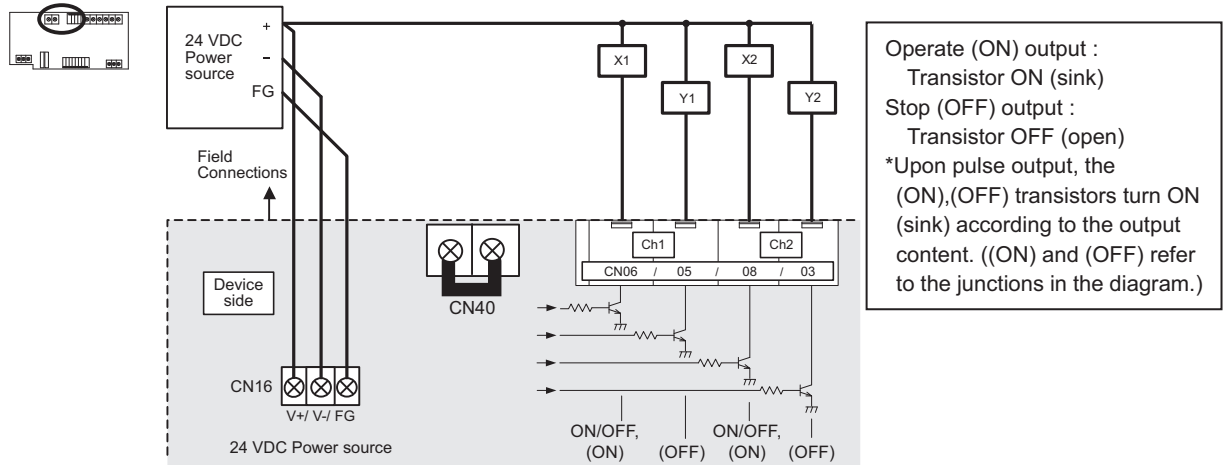 24 VDC
Power
source
+
−
FG
X1
X2
Y1
Y2
Field
Connections
Ch1
Ch2
CN06 / 05 / 08 / 03
Device
side
CN40
CN16
V+/ V-/ FG
24 VDC Power source
ON/OFF,
(ON)
(OFF)
ON/OFF,
(ON)
(OFF)
Operate (ON) output :
Transistor ON (sink)
Stop (OFF) output :
Transistor OFF (open)
*Upon pulse output, the
(ON),(OFF) transistors turn ON
(sink) according to the output
content. ((ON) and (OFF) refer
to the junctions in the diagram.)